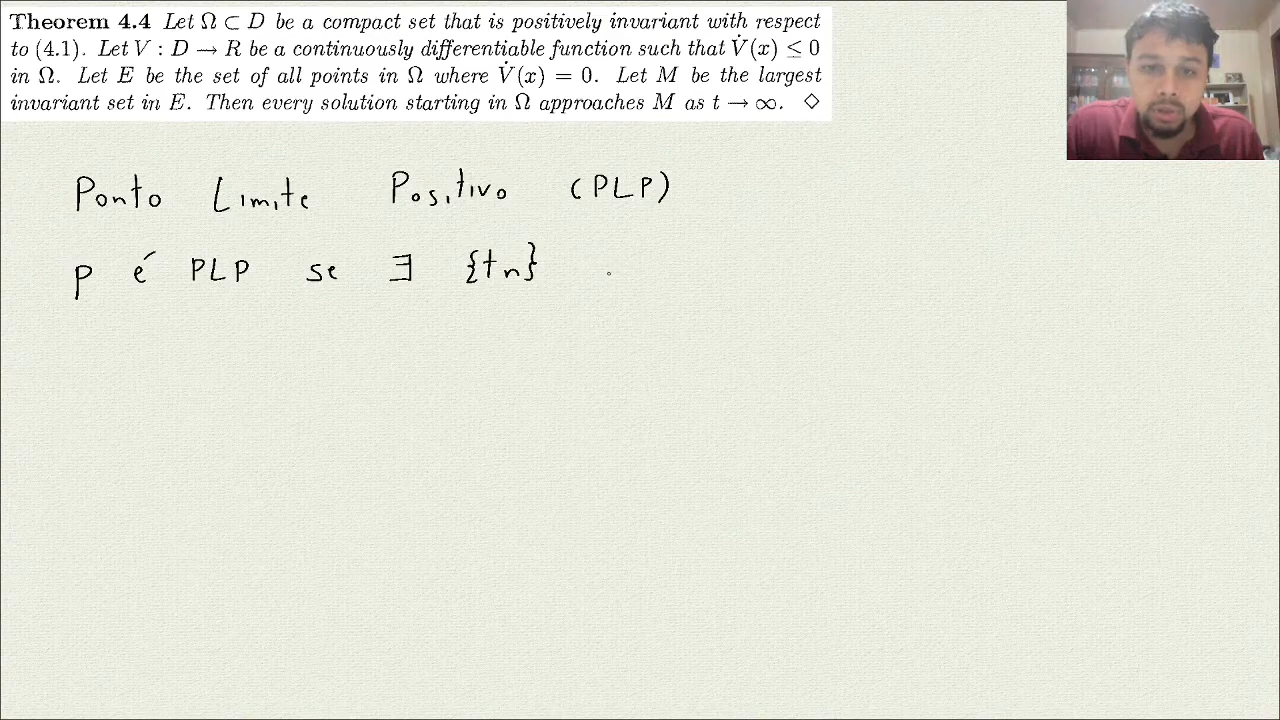 Theorem 4.4 Let Ω ⊂ D be a compact set that is positively invariant with respect
to (4.1). Let V : D → R be a continuously differentiable function such that V̇(x) ≤ 0
in Ω. Let E be the set of all points in Ω where V̇(x) = 0. Let M be the largest
invariant set in E. Then every solution starting in Ω approaches M as t → ∞. ◇
Ponto Limite Positivo (PLP)
p é PLP se ∃ {tn}